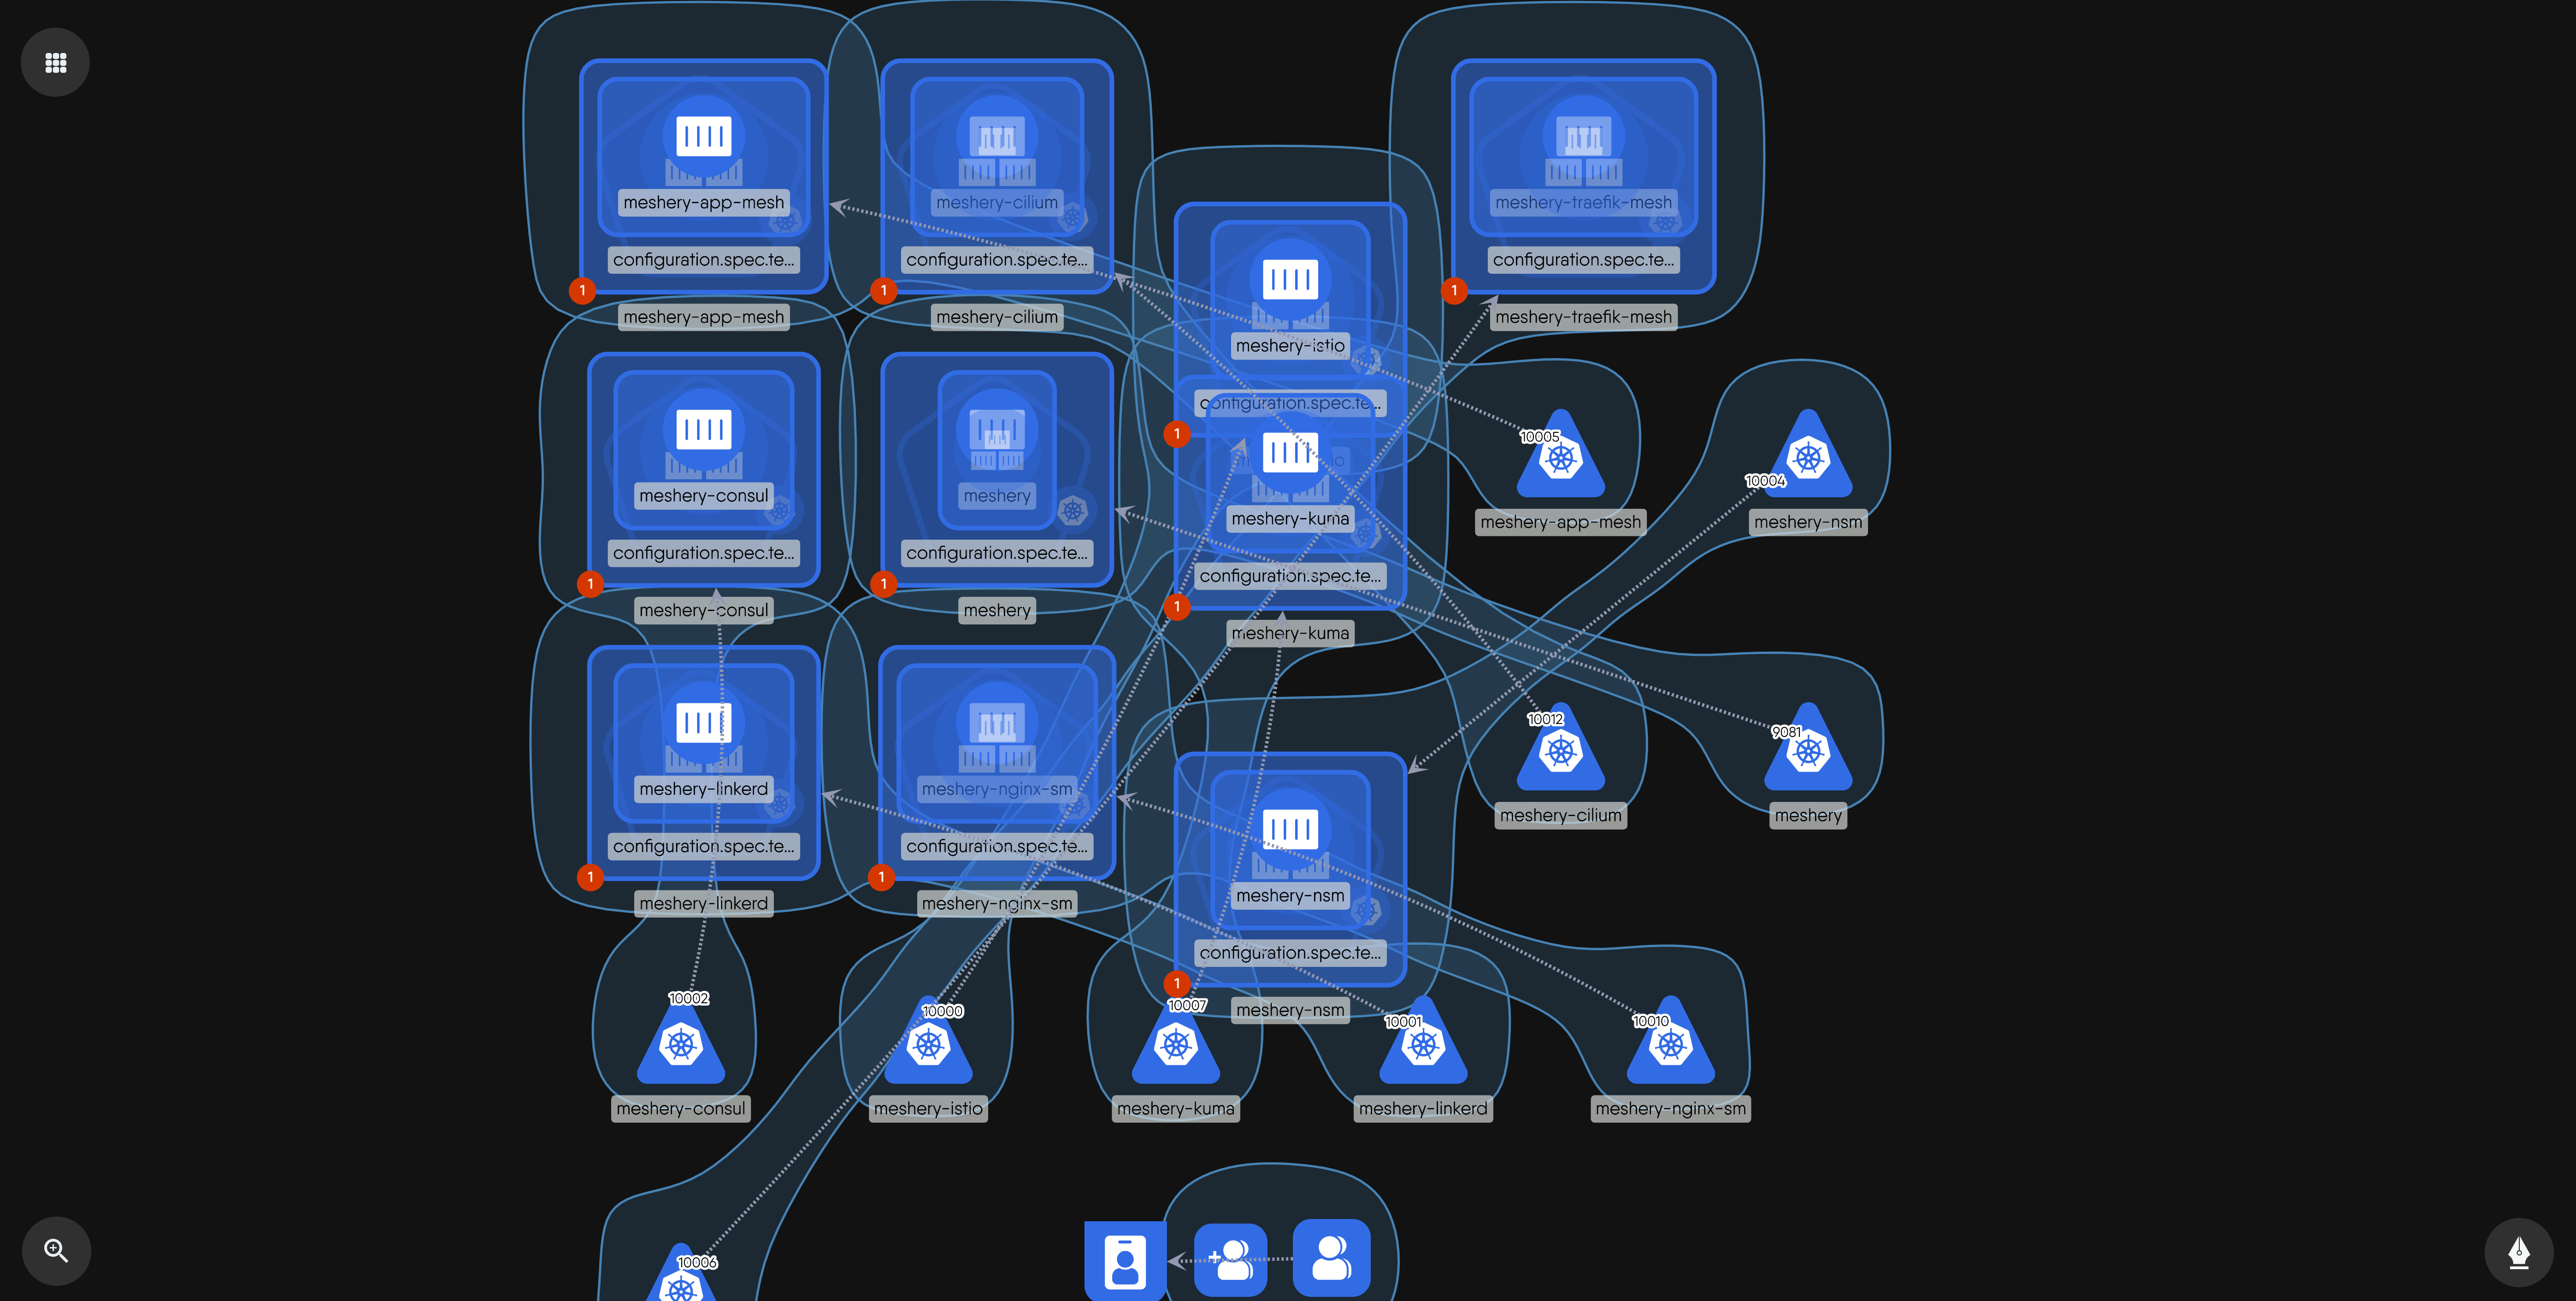 meshery-app-mesh
configuration.spec.te...
1
meshery-app-mesh
meshery-cilium
configuration.spec.te...
1
meshery-cilium
meshery-traefik-mesh
configuration.spec.te...
1
meshery-traefik-mesh
meshery-istio
configuration.spec.te...
1
meshery-consul
configuration.spec.te...
1
meshery-consul
meshery
configuration.spec.te...
1
meshery
meshery-kuma
configuration.spec.te...
1
meshery-kuma
10005
meshery-app-mesh
10004
meshery-nsm
meshery-linkerd
configuration.spec.te...
1
meshery-linkerd
meshery-nginx-sm
configuration.spec.te...
1
meshery-nginx-sm
meshery-nsm
configuration.spec.te...
1
meshery-nsm
10012
meshery-cilium
9081
meshery
10002
meshery-consul
10000
meshery-istio
10007
meshery-kuma
10001
meshery-linkerd
10010
meshery-nginx-sm
10006